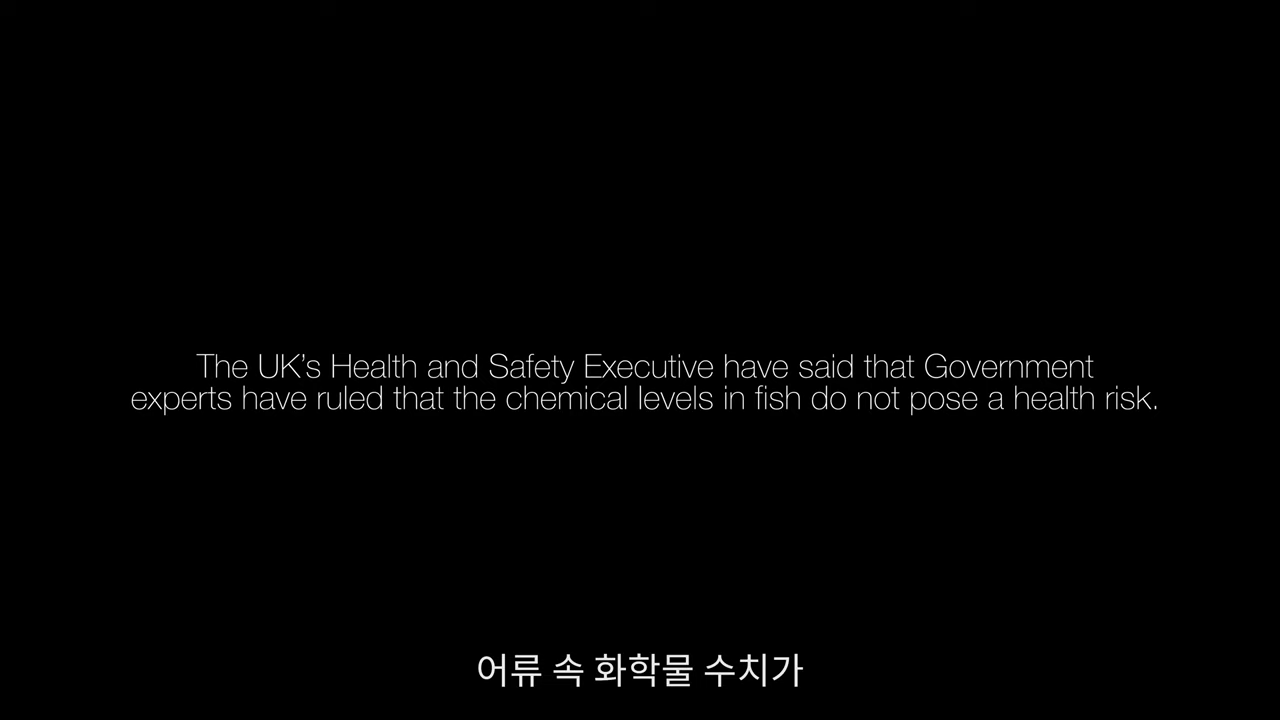 The UK’s Health and Safety Executive have said that Government
experts have ruled that the chemical levels in fish do not pose a health risk.
어류 속 화학물 수치가